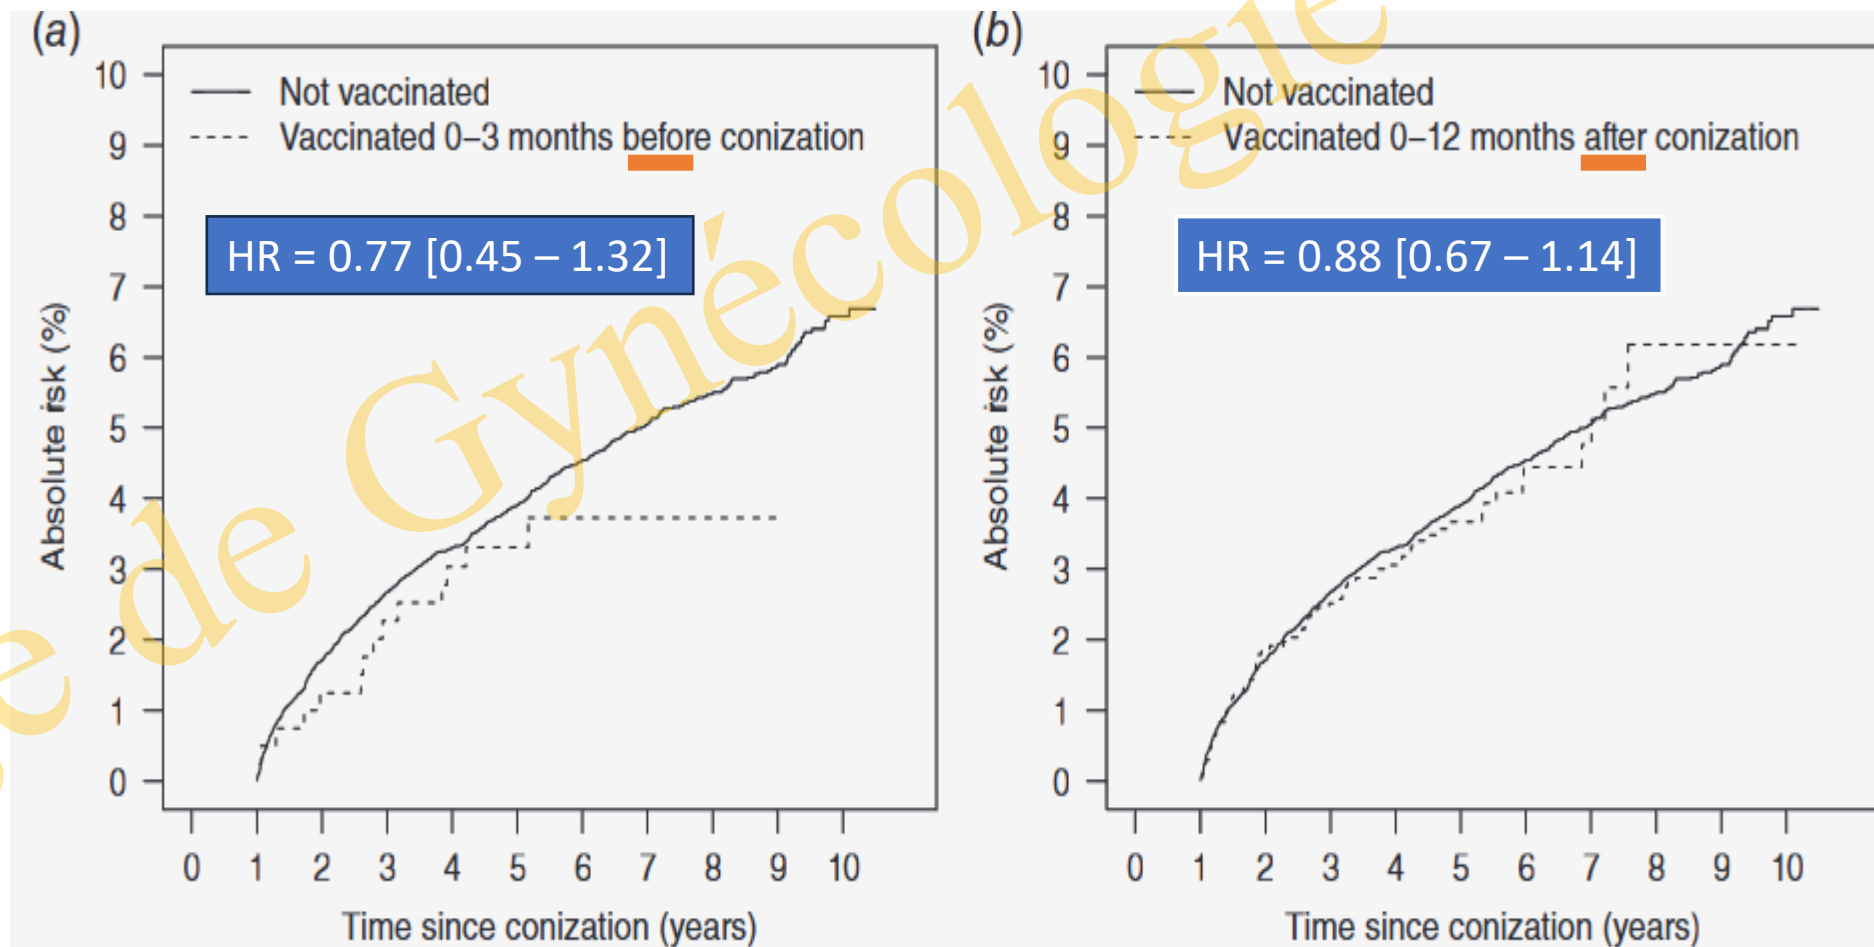 (a)
Not vaccinated
Vaccinated 0–3 months before conization
HR = 0.77 [0.45 – 1.32]
Absolute risk (%)
10
9
8
7
6
5
4
3
2
1
0
0 1 2 3 4 5 6 7 8 9 10
Time since conization (years)
(b)
Not vaccinated
Vaccinated 0–12 months after conization
HR = 0.88 [0.67 – 1.14]
Absolute risk (%)
10
9
8
7
6
5
4
3
2
1
0
0 1 2 3 4 5 6 7 8 9 10
Time since conization (years)
de Gynécologie